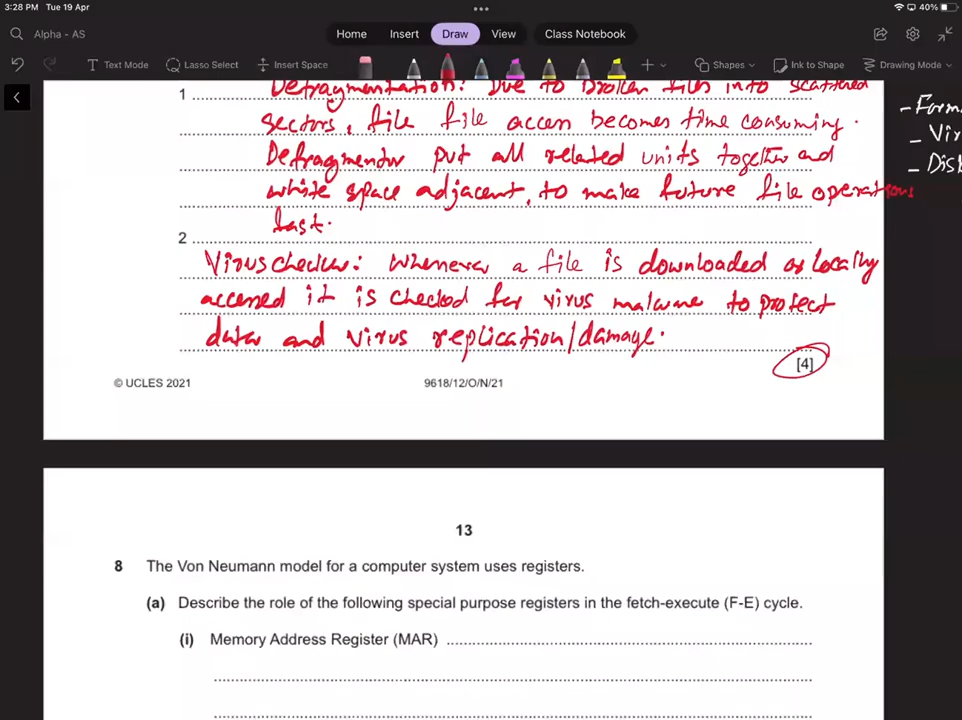 3:28 PM Tue 19 Apr
40%
Alpha - AS
Home Insert Draw View Class Notebook
Text Mode Lasso Select Insert Space Shapes Ink to Shape Drawing Mode
1 Defragmentation: Due to broken files into scattered
sectors, file file access becomes time consuming.
Defragmentor put all related units together and
white space adjacent, to make future file operations
fast.
- Form
- Vir
- Disk
2
Virus checker: Whenever a file is downloaded or locally
accessed it is checked for virus malware to protect
data and virus replication/damage.
[4]
© UCLES 2021 9618/12/O/N/21
13
8 The Von Neumann model for a computer system uses registers.
(a) Describe the role of the following special purpose registers in the fetch-execute (F-E) cycle.
(i) Memory Address Register (MAR)